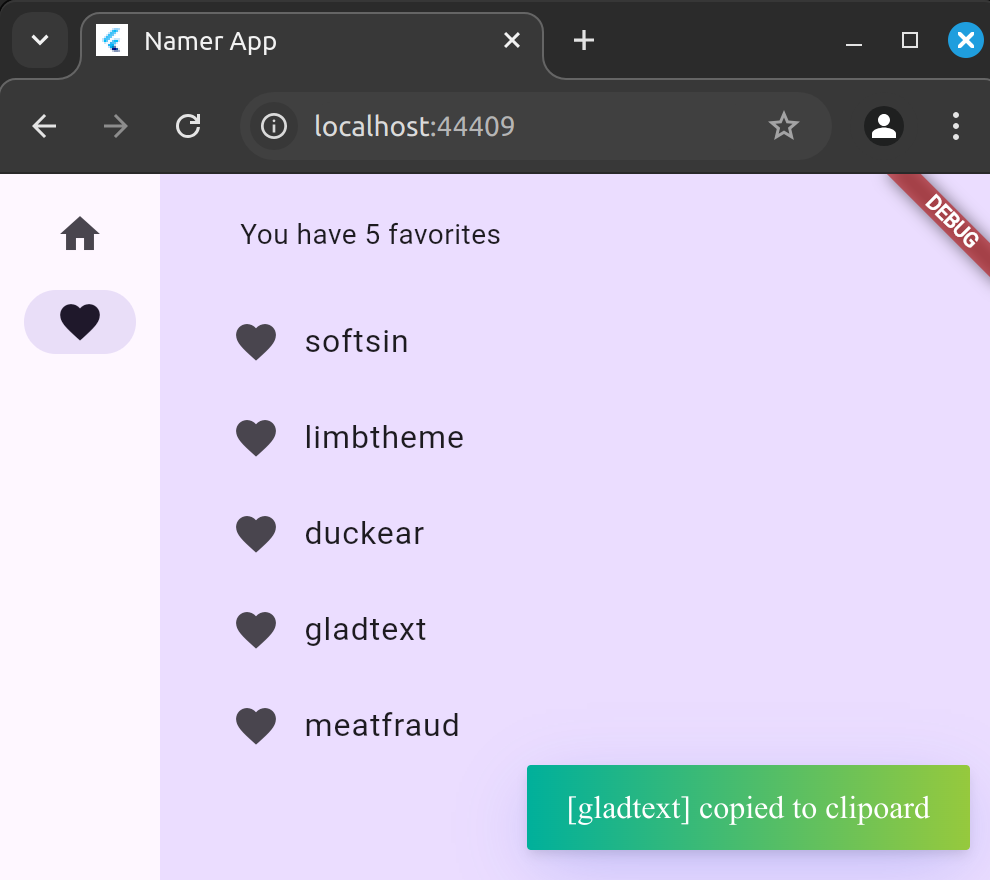 Namer App
localhost:44409
DEBUG
You have 5 favorites
softsin
limbtheme
duckear
gladtext
meatfraud
[gladtext] copied to clipoard